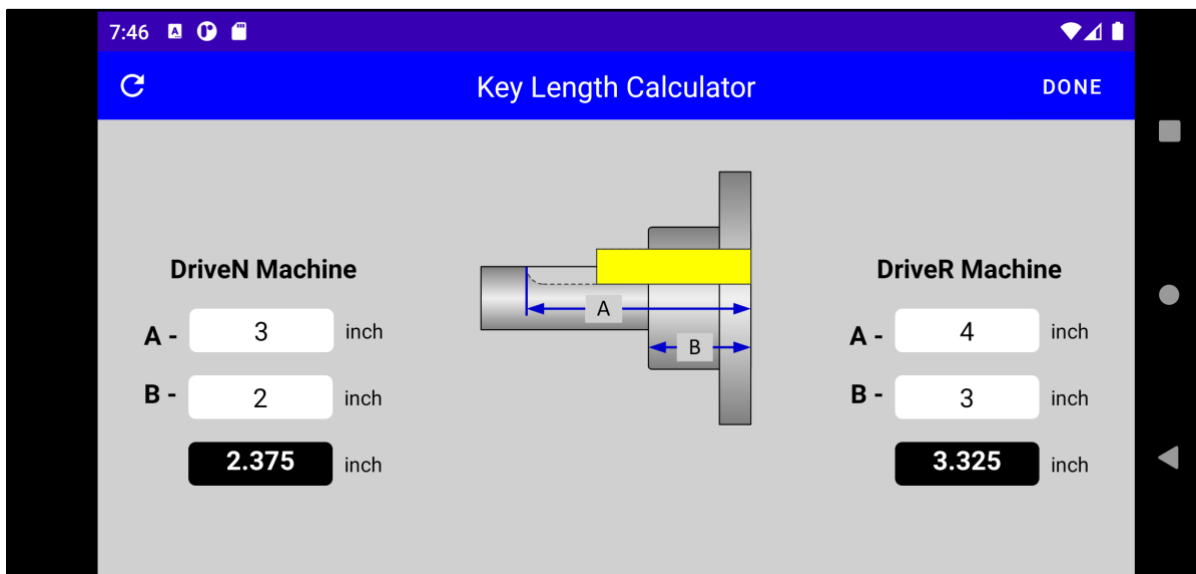 7:46
Key Length Calculator
DONE
DriveN Machine
A - 3 inch
B - 2 inch
2.375 inch
A
B
DriveR Machine
A - 4 inch
B - 3 inch
3.325 inch